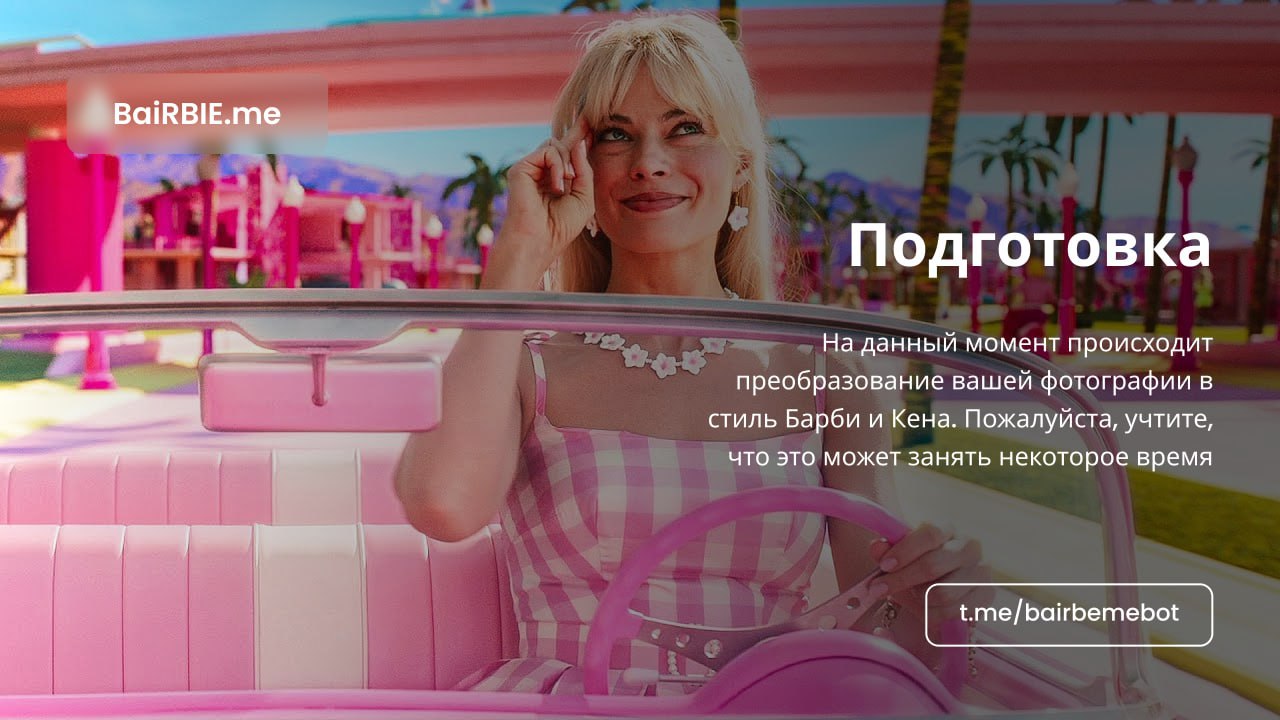 BaiRBIE.me
Подготовка
На данный момент происходит
преобразование вашей фотографии в
стиль Барби и Кена. Пожалуйста, учтите,
что это может занять некоторое время
t.me/bairbemebot